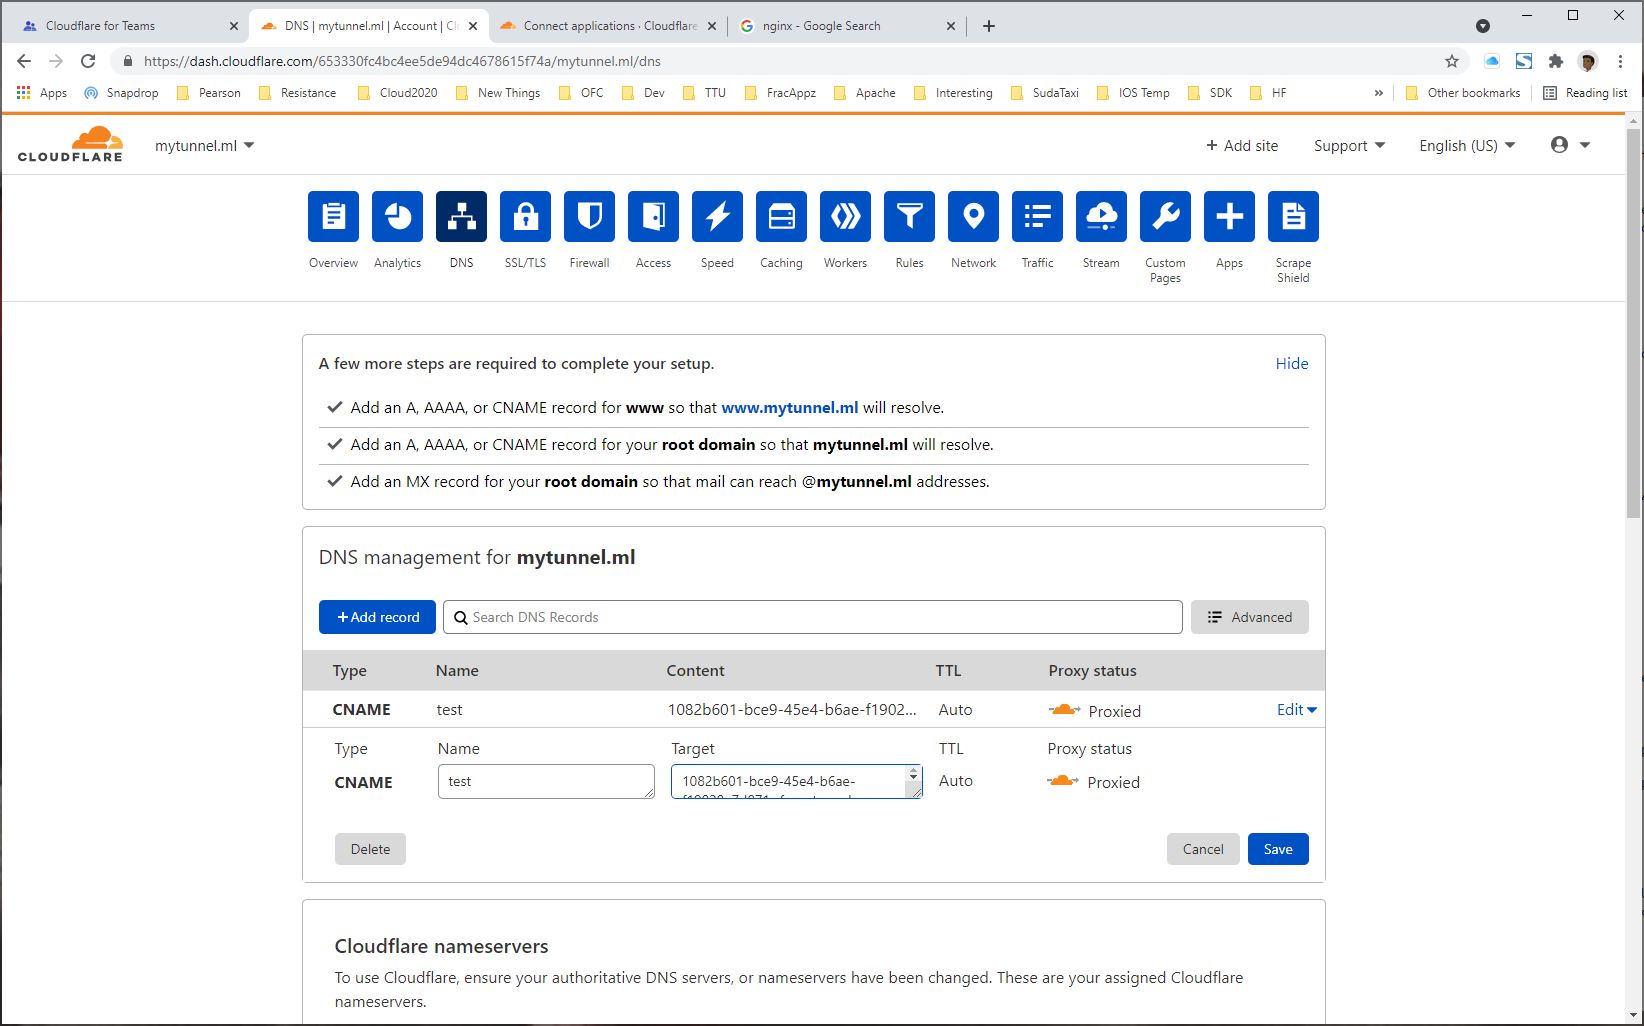 Cloudflare for Teams
DNS | mytunnel.ml | Account | Cl
Connect applications · Cloudflare
nginx - Google Search
https://dash.cloudflare.com/653330fc4bc4ee5de94dc4678615f74a/mytunnel.ml/dns
Apps Snapdrop Pearson Resistance Cloud2020 New Things OFC Dev TTU FracAppz Apache Interesting SudaTaxi IOS Temp SDK HF » Other bookmarks Reading list
CLOUDFLARE
mytunnel.ml
+ Add site Support English (US)
Overview Analytics DNS SSL/TLS Firewall Access Speed Caching Workers Rules Network Traffic Stream Custom Pages Apps Scrape Shield
A few more steps are required to complete your setup. Hide
Add an A, AAAA, or CNAME record for www so that www.mytunnel.ml will resolve.
Add an A, AAAA, or CNAME record for your root domain so that mytunnel.ml will resolve.
Add an MX record for your root domain so that mail can reach @mytunnel.ml addresses.
DNS management for mytunnel.ml
+Add record Search DNS Records Advanced
Type Name Content TTL Proxy status
CNAME test 1082b601-bce9-45e4-b6ae-f1902... Auto Proxied Edit
Type Name Target TTL Proxy status
CNAME test 1082b601-bce9-45e4-b6ae- Auto Proxied
Delete Cancel Save
Cloudflare nameservers
To use Cloudflare, ensure your authoritative DNS servers, or nameservers have been changed. These are your assigned Cloudflare
nameservers.